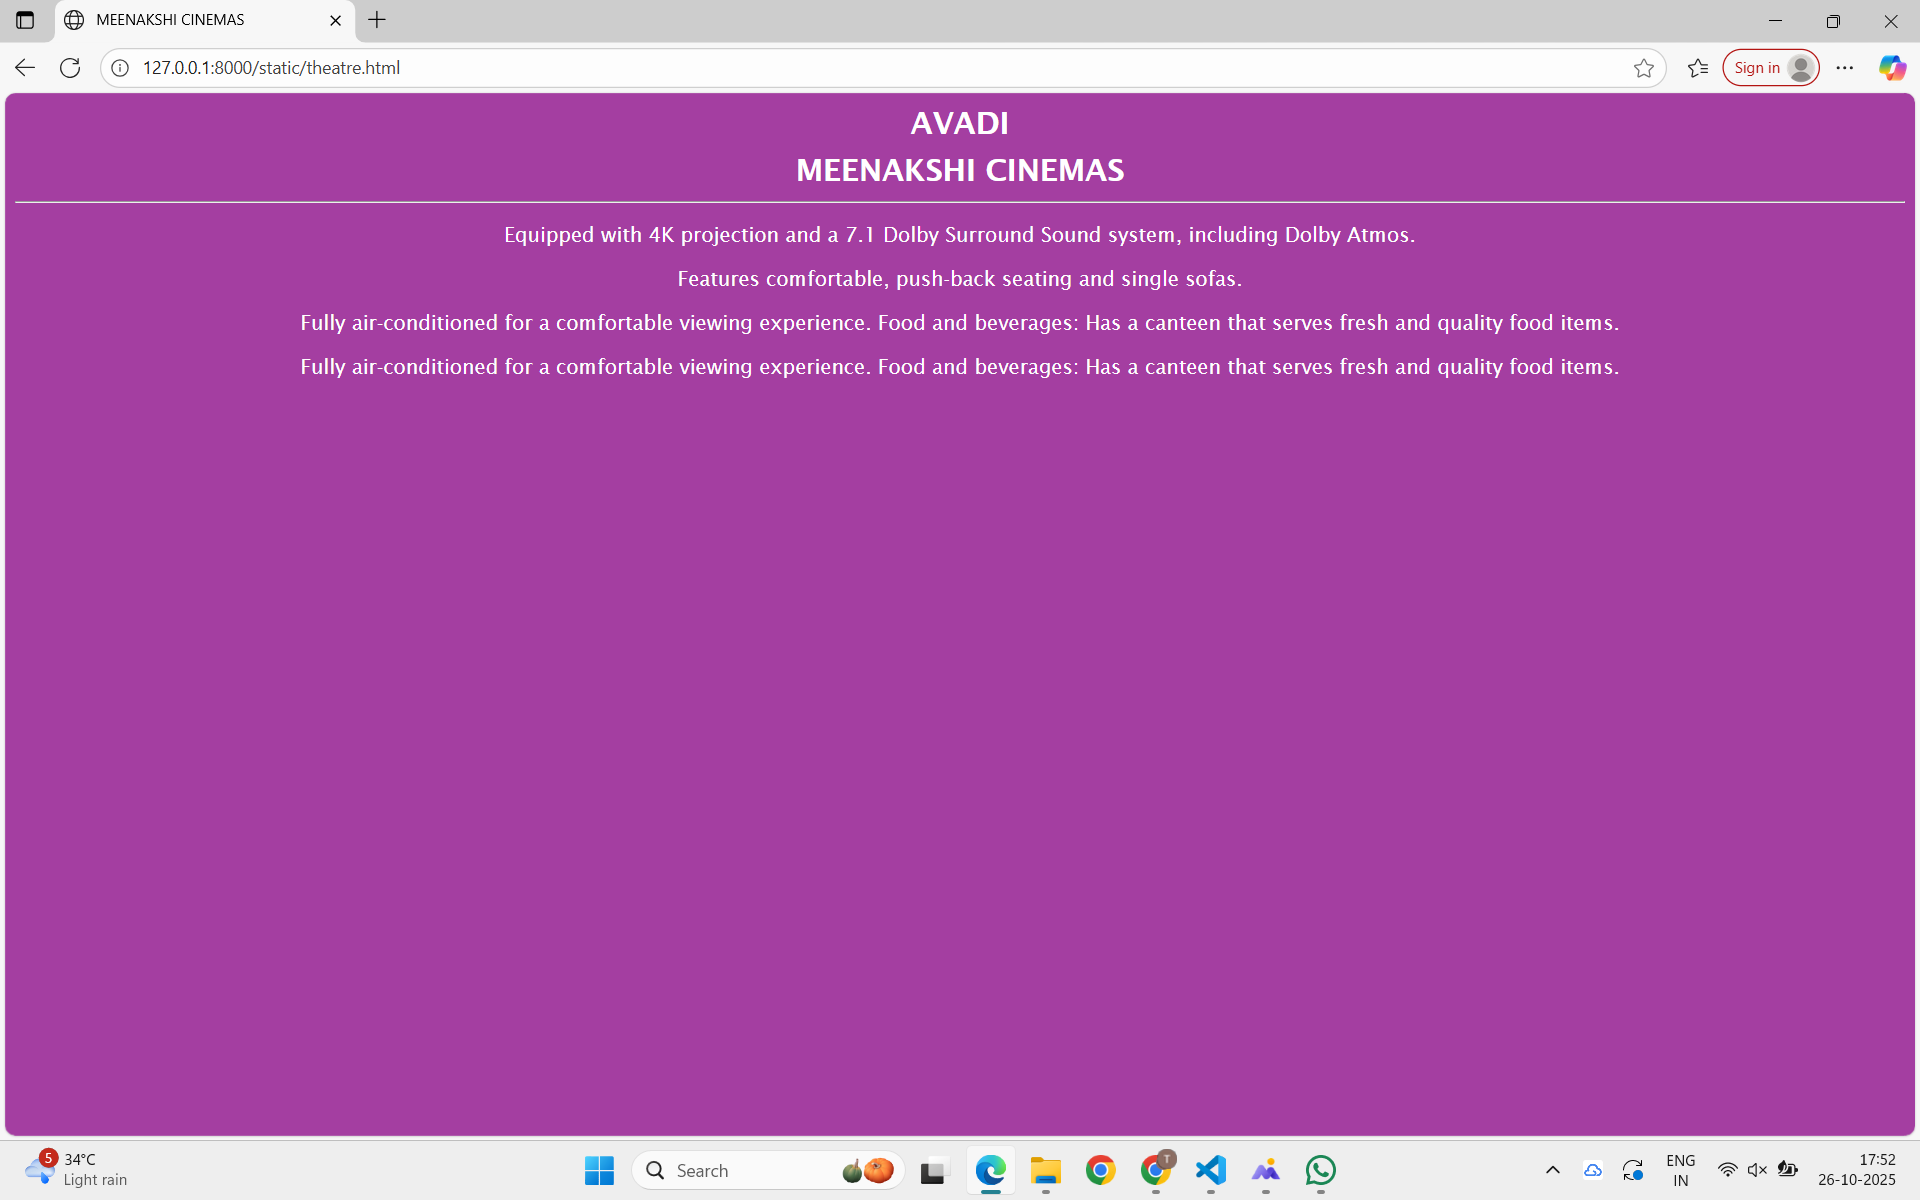 MEENAKSHI CINEMAS
127.0.0.1:8000/static/theatre.html
Sign in
AVADI
MEENAKSHI CINEMAS
Equipped with 4K projection and a 7.1 Dolby Surround Sound system, including Dolby Atmos.
Features comfortable, push-back seating and single sofas.
Fully air-conditioned for a comfortable viewing experience. Food and beverages: Has a canteen that serves fresh and quality food items.
Fully air-conditioned for a comfortable viewing experience. Food and beverages: Has a canteen that serves fresh and quality food items.
5
34°C
Light rain
Search
T
ENG
IN
17:52
26-10-2025